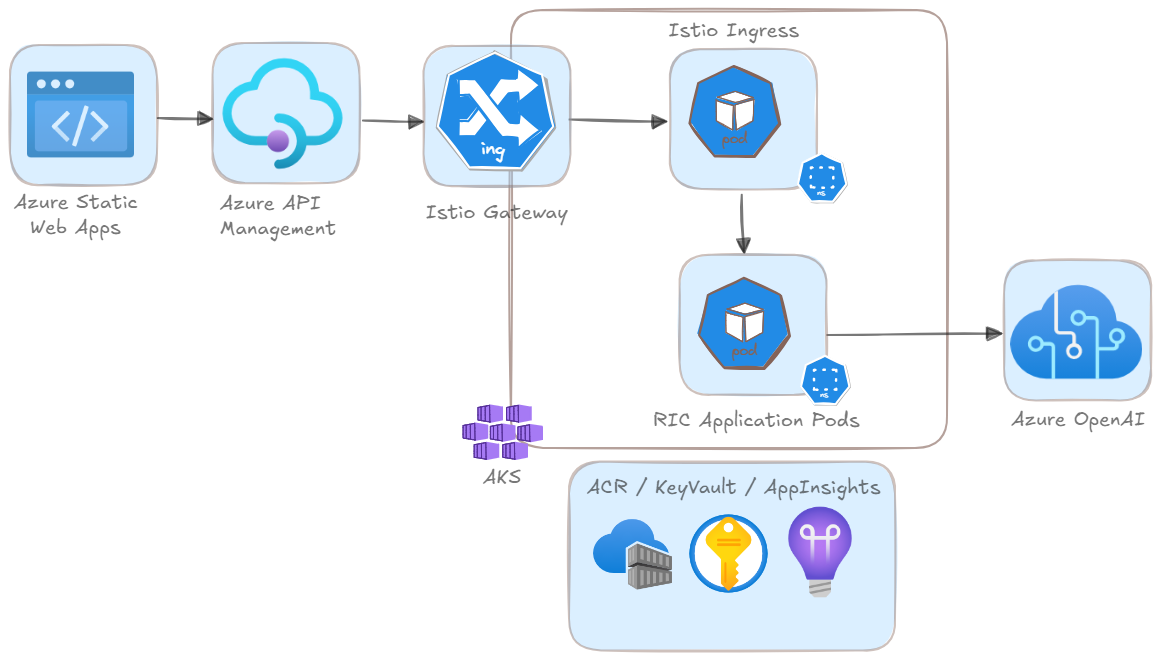 Istio Ingress
pod
ing
ns
Azure Static
Web Apps
Azure API
Management
Istio Gateway
pod
ns
RIC Application Pods
Azure OpenAI
AKS
ACR / KeyVault / AppInsights